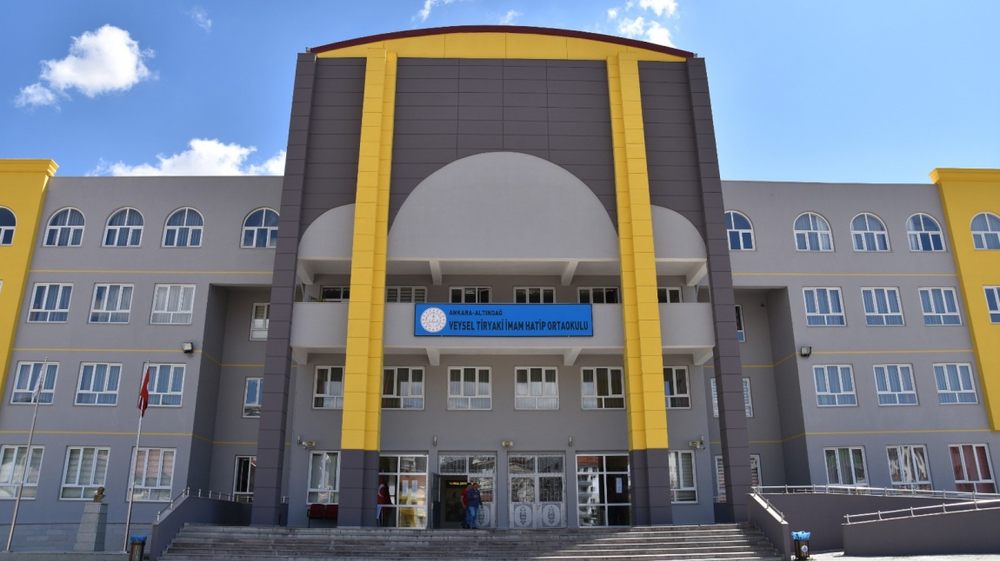 ANKARA-ALTINDAĞ
VEYSEL TİRYAKİ İMAM HATİP ORTAOKULU